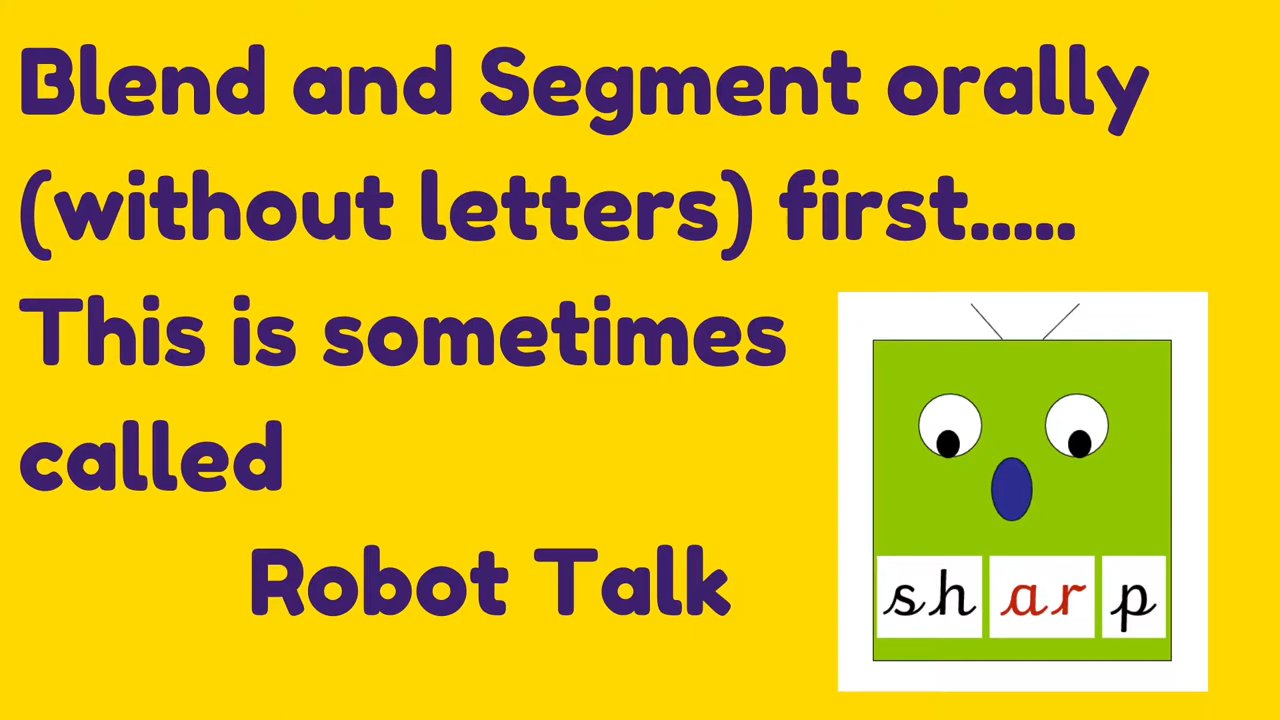 Blend and Segment orally
(without letters) first.....
This is sometimes
called
Robot Talk
sh ar p